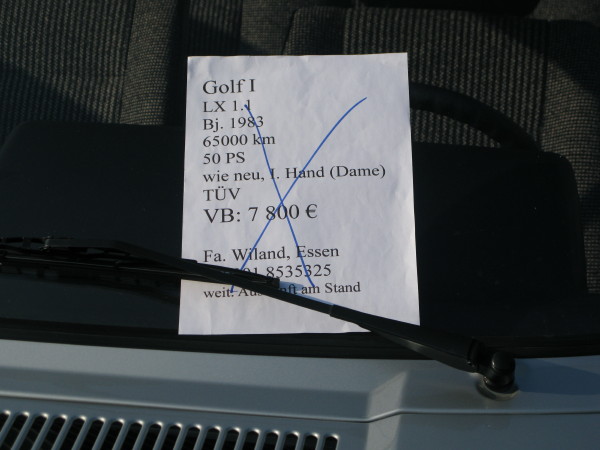 Golf I
LX 1.1
Bj. 1983
65000 km
50 PS
wie neu, I. Hand (Dame)
TÜV
VB: 7 800 €
Fa. Wiland, Essen
8535325
weit. am Stand